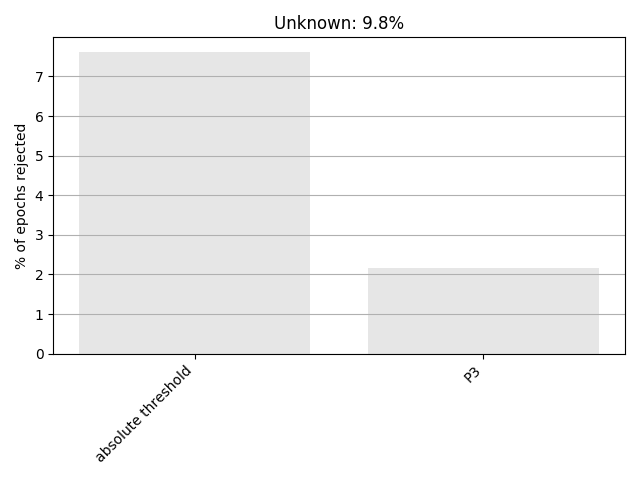 Unknown: 9.8%
% of epochs rejected
7
6
5
4
3
2
1
0
absolute threshold
P3